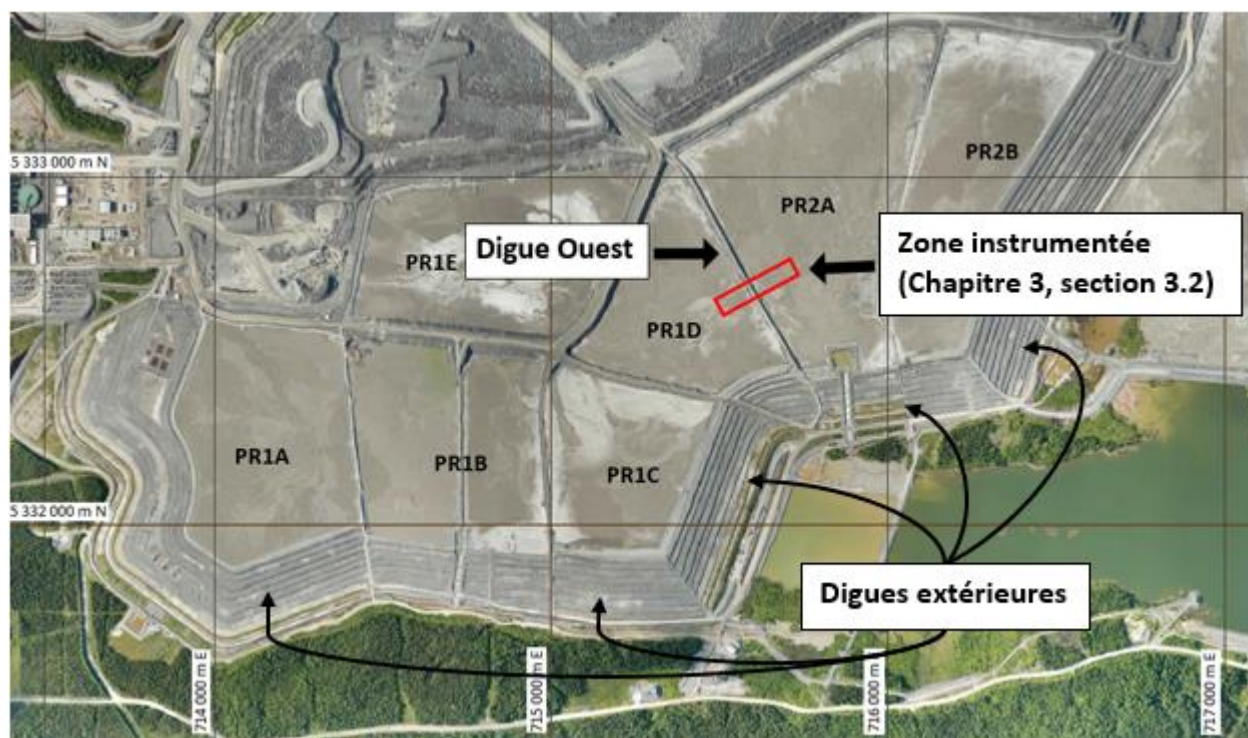 5 333 000 m N
PR2B
PR2A
Digue Ouest
Zone instrumentée
(Chapitre 3, section 3.2)
PR1E
PR1D
PR1A
PR1B
PR1C
5 332 000 m N
Digues extérieures
714 000 m E
715 000 m E
716 000 m E
717 000 m E